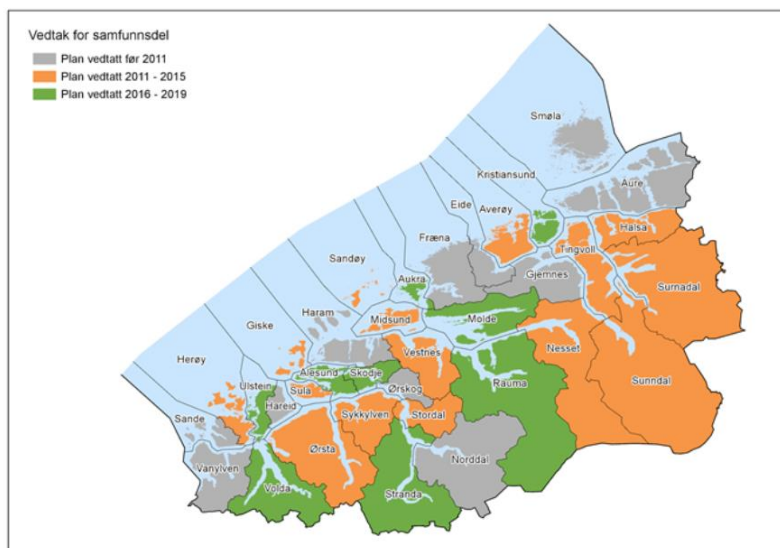 Vedtak for samfunnsdel
Plan vedtatt før 2011
Plan vedtatt 2011 - 2015
Plan vedtatt 2016 - 2019
Smøla
Kristiansund
Aure
Eide
Averøy
Halsa
Tingvoll
Fræna
Sandøy
Gjemnes
Aukra
Surnadal
Haram
Midsund
Molde
Giske
Vestnes
Nesset
Herøy
Ålesund
Skodje
Rauma
Sunndal
Ulstein
Sula
Ørskog
Hareid
Sande
Sykkylven
Stordal
Ørsta
Norddal
Vanylven
Volda
Stranda